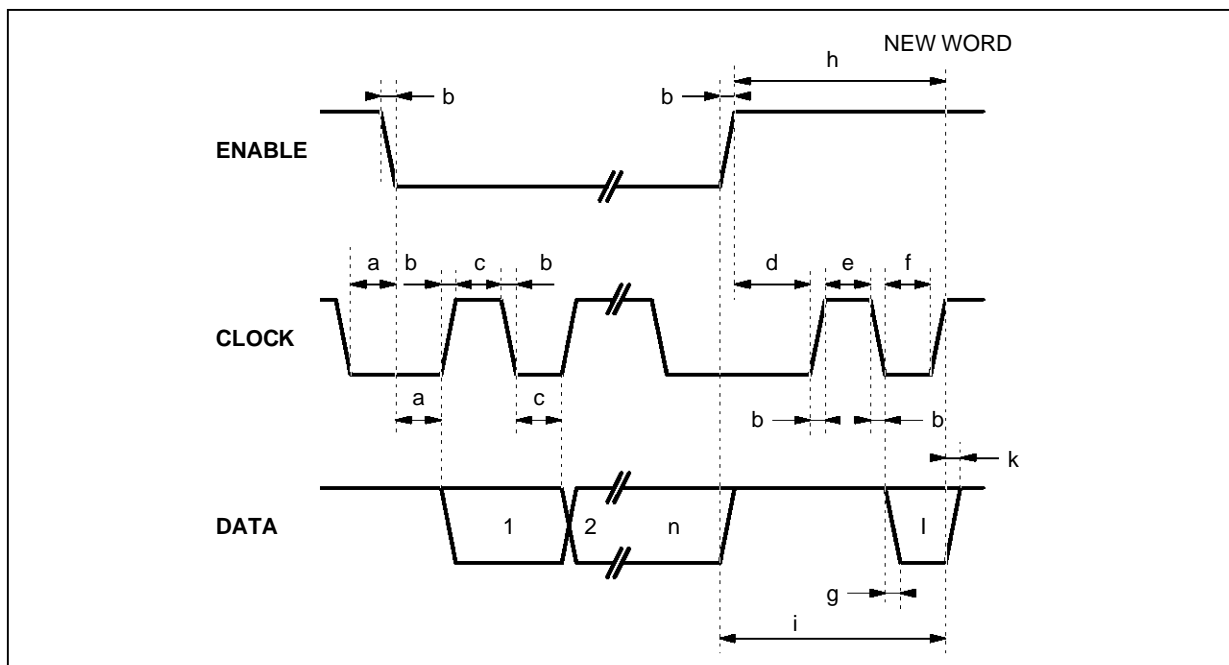 NEW WORD
h
b b
ENABLE
a b c b d e f
CLOCK
a c b b
k
DATA 1 2 n I
g
i